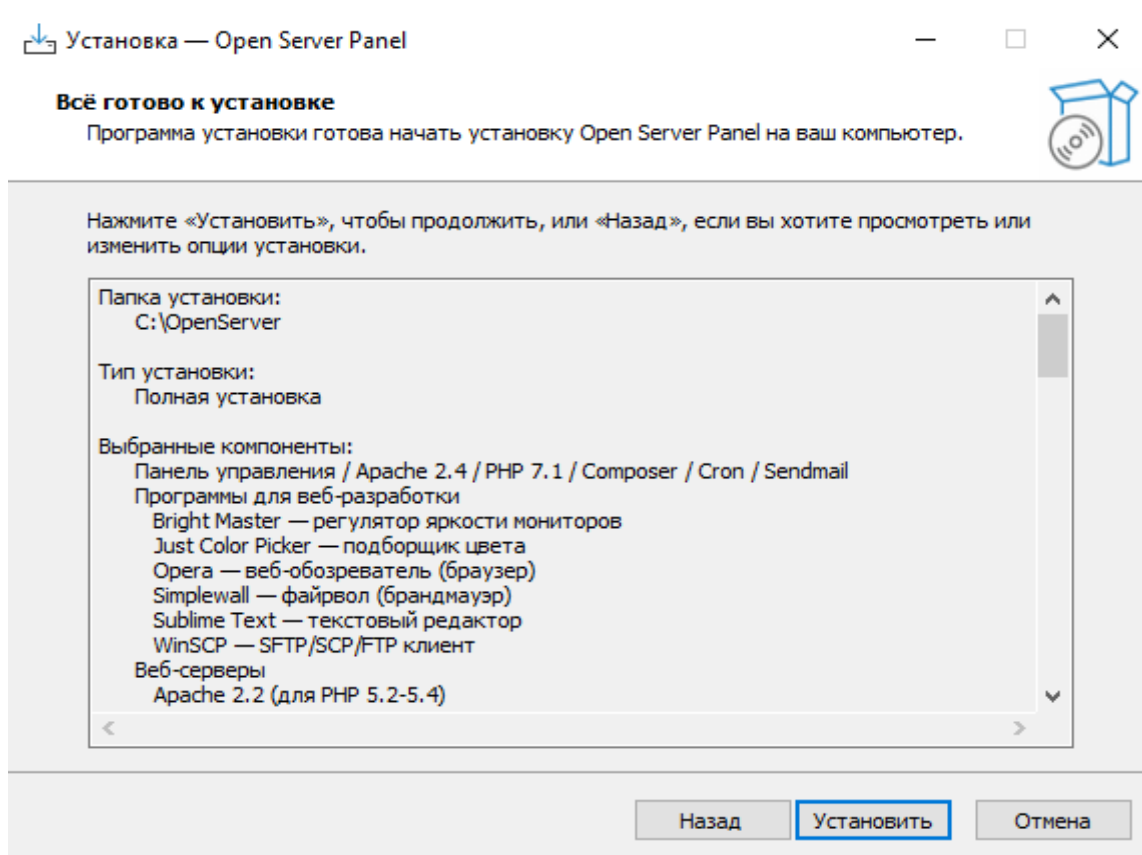 Установка — Open Server Panel
Всё готово к установке
Программа установки готова начать установку Open Server Panel на ваш компьютер.
Нажмите «Установить», чтобы продолжить, или «Назад», если вы хотите просмотреть или
изменить опции установки.
Папка установки:
C:\OpenServer
Тип установки:
Полная установка
Выбранные компоненты:
Панель управления / Apache 2.4 / PHP 7.1 / Composer / Cron / Sendmail
Программы для веб-разработки
Bright Master — регулятор яркости мониторов
Just Color Picker — подборщик цвета
Opera — веб-обозреватель (браузер)
Simplewall — файрвол (брандмауэр)
Sublime Text — текстовый редактор
WinSCP — SFTP/SCP/FTP клиент
Веб-серверы
Apache 2.2 (для PHP 5.2-5.4)
Назад
Установить
Отмена